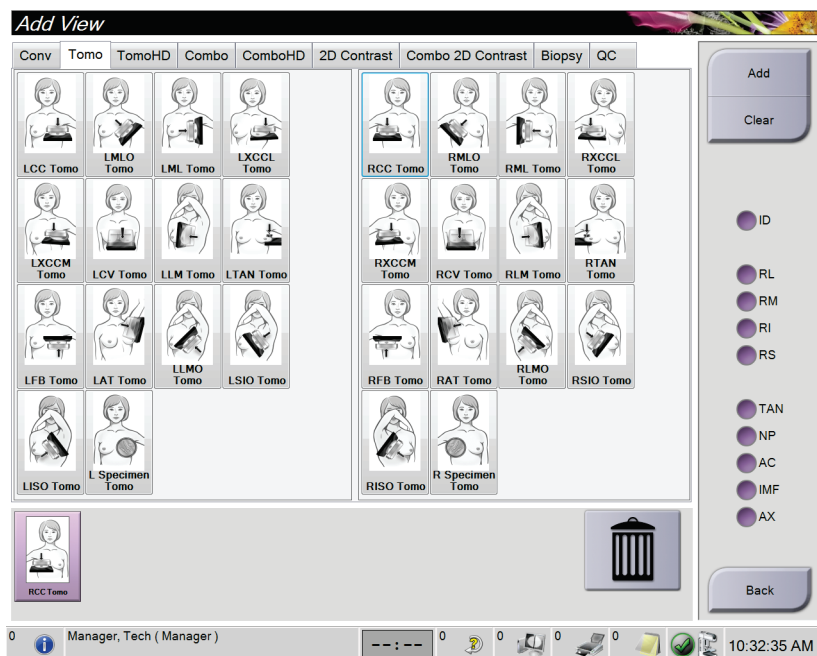 Add View
Conv Tomo TomoHD Combo ComboHD 2D Contrast Combo 2D Contrast Biopsy QC
LCC Tomo
LMLO Tomo
LML Tomo
LXCCL Tomo
RCC Tomo
RMLO Tomo
RML Tomo
RXCCL Tomo
LXCCM Tomo
LCV Tomo
LLM Tomo
LTAN Tomo
RXCCM Tomo
RCV Tomo
RLM Tomo
RTAN Tomo
LFB Tomo
LAT Tomo
LLMO Tomo
LSIO Tomo
RFB Tomo
RAT Tomo
RLMO Tomo
RSIO Tomo
LISO Tomo
L Specimen Tomo
RISO Tomo
R Specimen Tomo
RCC Tomo
Add
Clear
ID
RL
RM
RI
RS
TAN
NP
AC
IMF
AX
Back
0 Manager, Tech ( Manager ) --:-- 0 0 0 0 10:32:35 AM